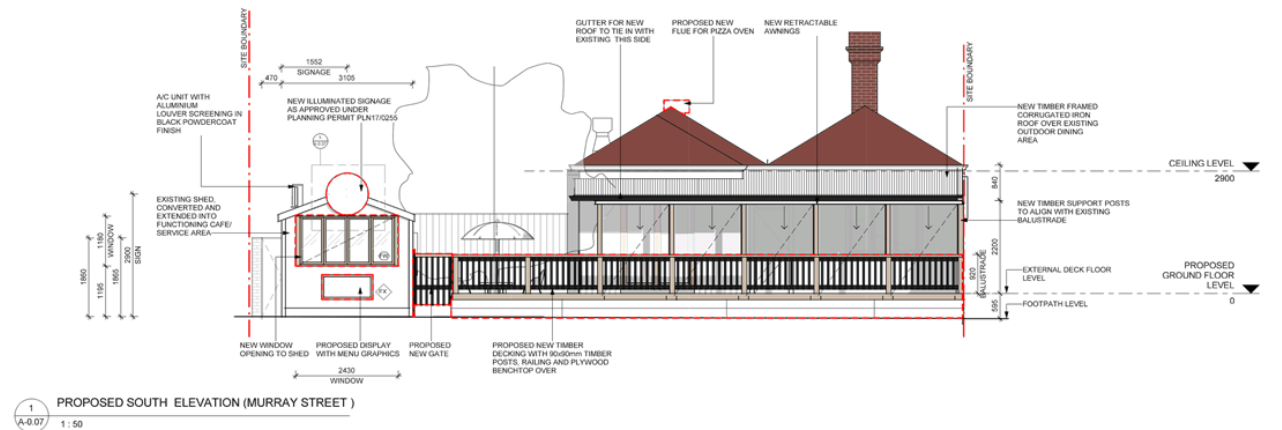 SITE BOUNDARY
1552
SIGNAGE
470
3105
A/C UNIT WITH
ALUMINIUM
LOUVER SCREENING IN
BLACK POWDERCOAT
FINISH
NEW ILLUMINATED SIGNAGE
AS APPROVED UNDER
PLANNING PERMIT PLN17/0255
EXISTING SHED,
CONVERTED AND
EXTENDED INTO
FUNCTIONING CAFE/
SERVICE AREA
GUTTER FOR NEW
ROOF TO TIE IN WITH
EXISTING THIS SIDE
PROPOSED NEW
FLUE FOR PIZZA OVEN
NEW RETRACTABLE
AWNINGS
SITE BOUNDARY
NEW TIMBER FRAMED
CORRUGATED IRON
ROOF OVER EXISTING
OUTDOOR DINING
AREA
CEILING LEVEL
2900
840
NEW TIMBER SUPPORT POSTS
TO ALIGN WITH EXISTING
BALUSTRADE
2200
PROPOSED
GROUND FLOOR
LEVEL
0
EXTERNAL DECK FLOOR
LEVEL
920
BALUSTRADE
595
FOOTPATH LEVEL
1860
1180
1195
WINDOW
1865
2900
SIGN
NEW WINDOW
OPENING TO SHED
PROPOSED DISPLAY
WITH MENU GRAPHICS
PROPOSED
NEW GATE
PROPOSED NEW TIMBER
DECKING WITH 90x90mm TIMBER
POSTS, RAILING AND PLYWOOD
BENCHTOP OVER
2430
WINDOW
1
A-0.07
PROPOSED SOUTH ELEVATION (MURRAY STREET )
1 : 50